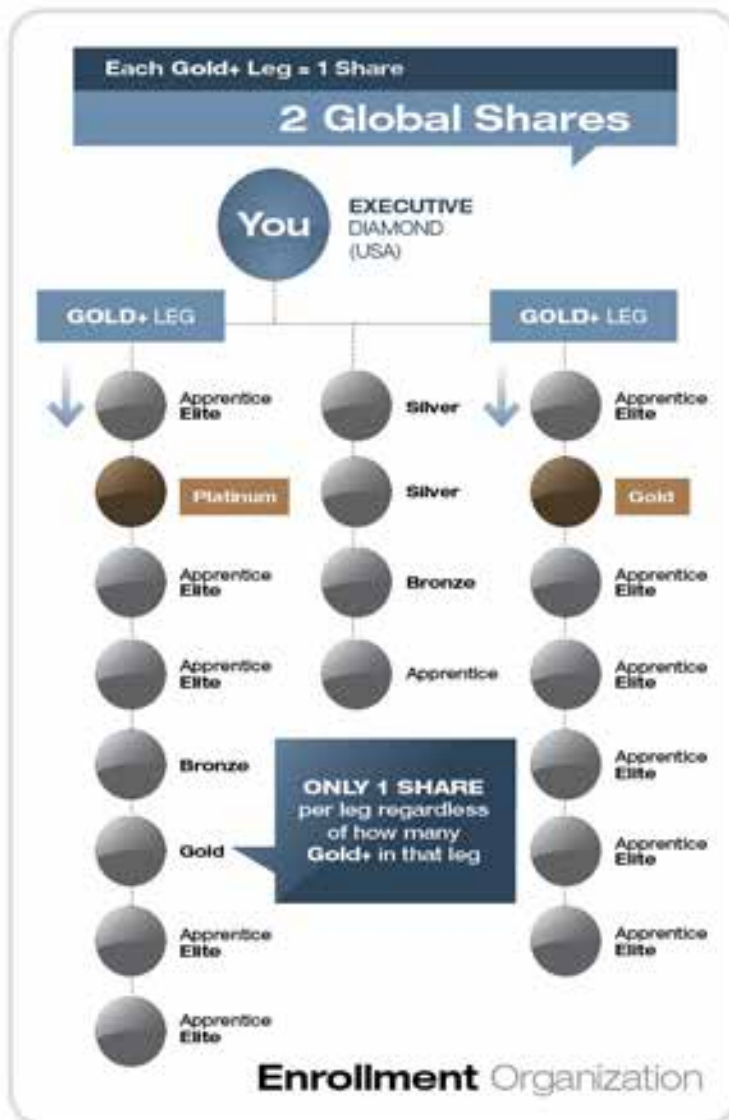 Each Gold+ Leg = 1 Share
2 Global Shares
You
EXECUTIVE
DIAMOND
(USA)
GOLD+ LEG
GOLD+ LEG
Apprentice
Elite
Silver
Apprentice
Elite
Platinum
Silver
Gold
Apprentice
Elite
Bronze
Apprentice
Elite
Apprentice
Elite
Apprentice
Apprentice
Elite
Bronze
Apprentice
Elite
Gold
ONLY 1 SHARE
per leg regardless
of how many
Gold+ in that leg
Apprentice
Elite
Apprentice
Elite
Apprentice
Elite
Apprentice
Elite
Enrollment Organization